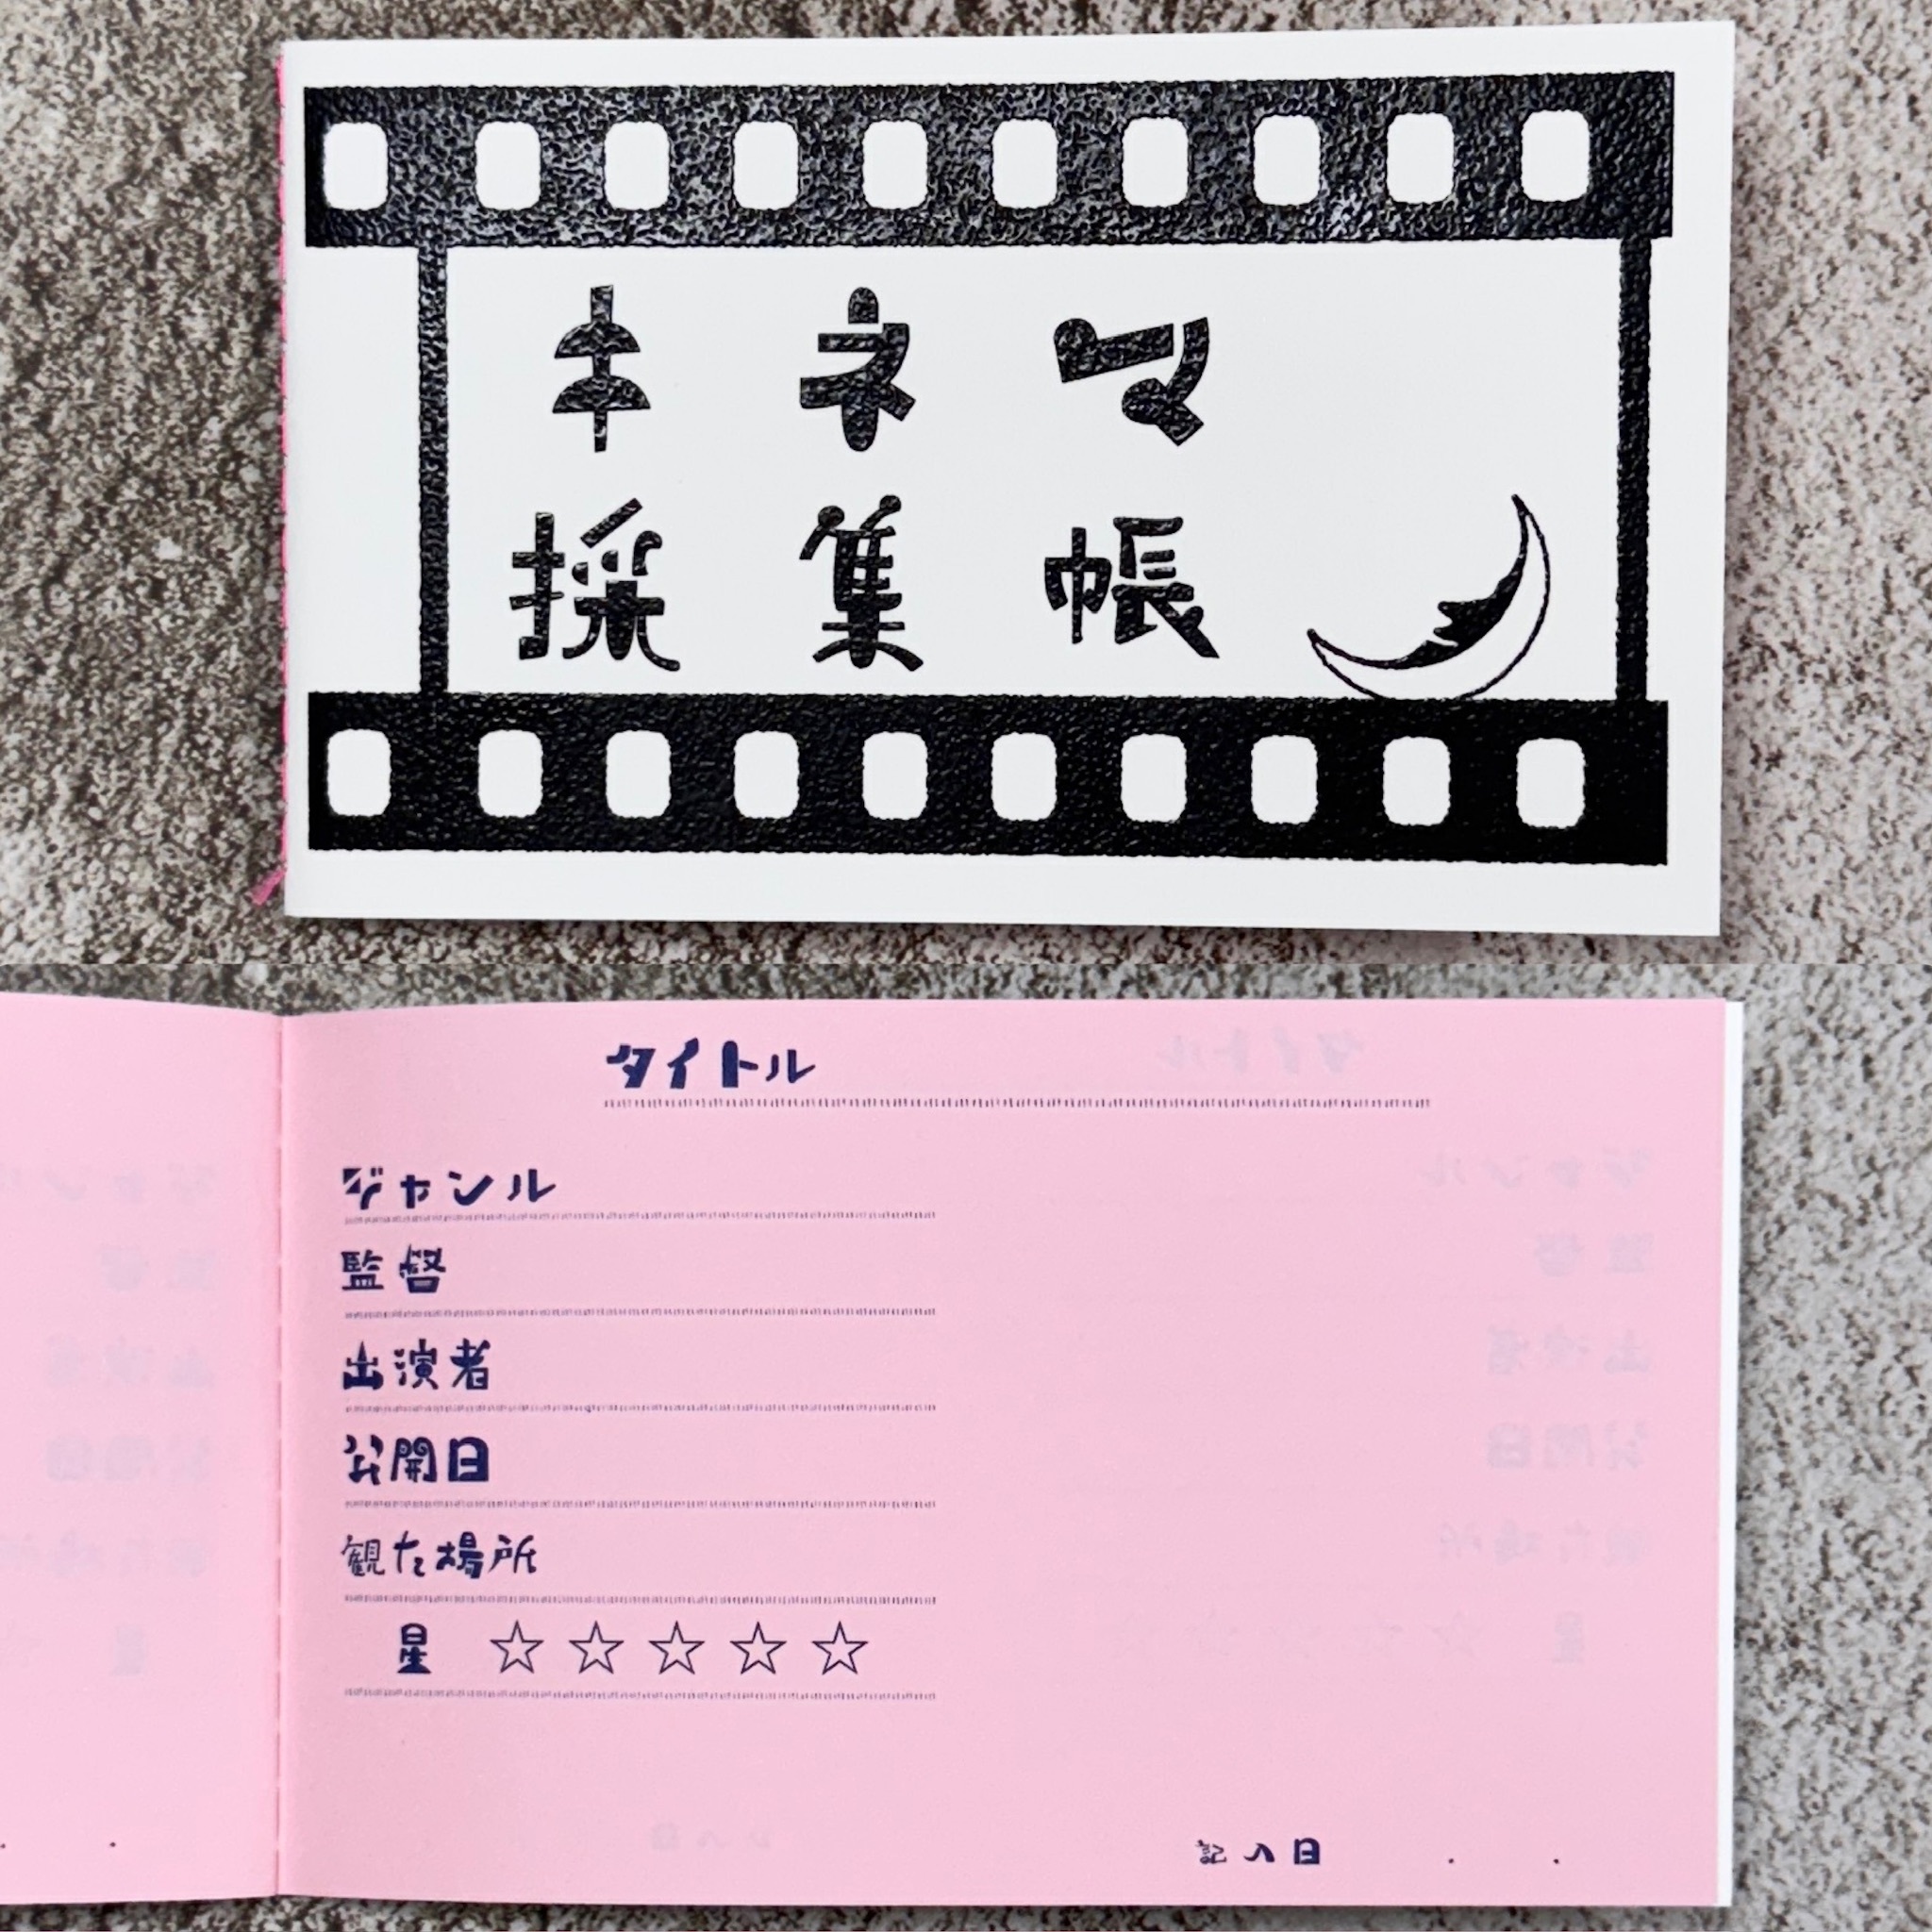 キネマ
採集帳
タイトル
ジャンル
監督
出演者
公開日
観た場所
星 ☆☆☆☆☆
記入日 . .